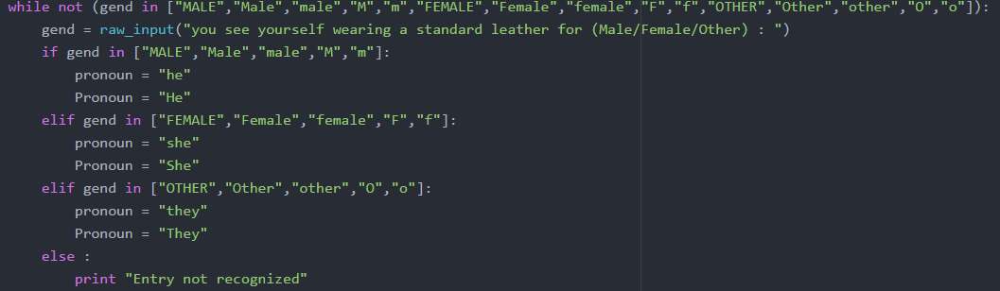 while not (gend in ["MALE","Male","male","M","m","FEMALE","Female","female","F","f","OTHER","Other","other","O","o"]):
    gend = raw_input("you see yourself wearing a standard leather for (Male/Female/Other) : ")
    if gend in ["MALE","Male","male","M","m"]:
        pronoun = "he"
        Pronoun = "He"
    elif gend in ["FEMALE","Female","female","F","f"]:
        pronoun = "she"
        Pronoun = "She"
    elif gend in ["OTHER","Other","other","O","o"]:
        pronoun = "they"
        Pronoun = "They"
    else :
        print "Entry not recognized"